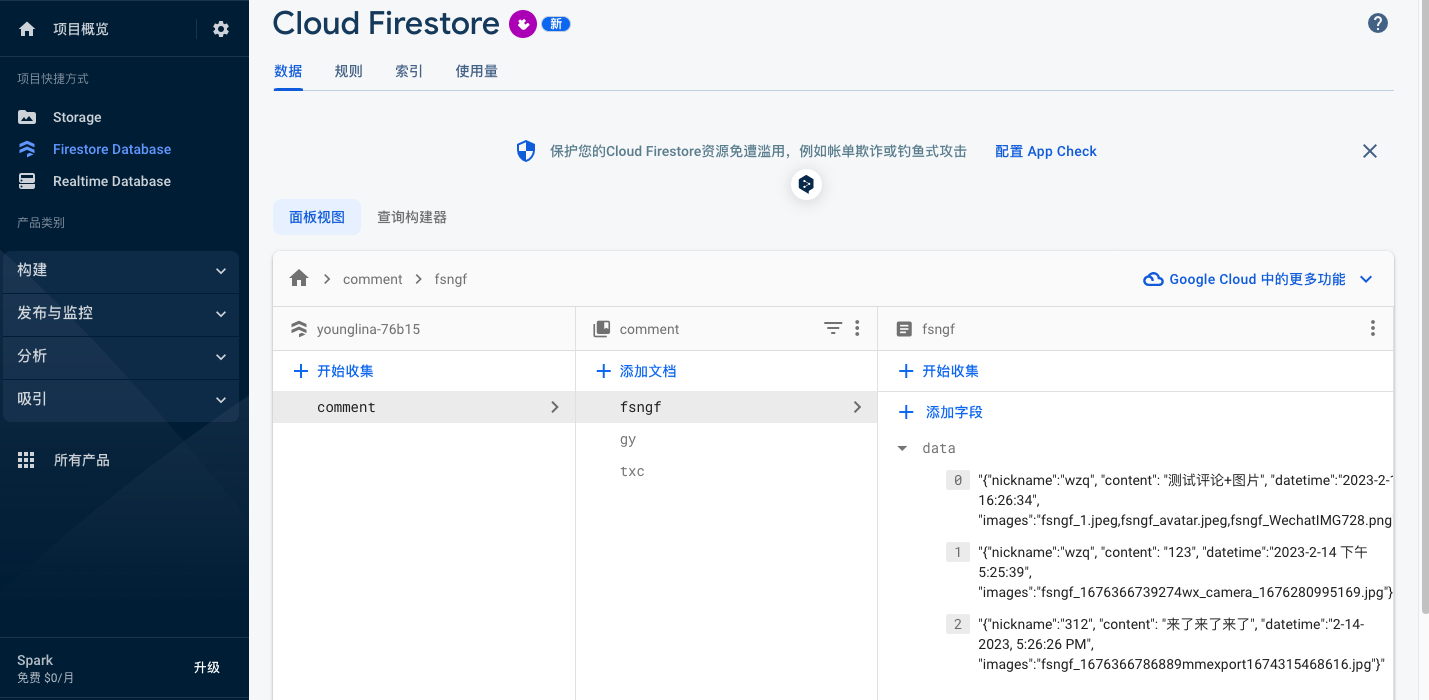 项目概览
项目快捷方式
Storage
Firestore Database
Realtime Database
产品类别
构建
发布与监控
分析
吸引
所有产品
Spark
免费 $0/月
升级
Cloud Firestore 新
?
数据 规则 索引 使用量
保护您的Cloud Firestore资源免遭滥用，例如帐单欺诈或钓鱼式攻击 配置 App Check
面板视图 查询构建器
comment fsngf
Google Cloud 中的更多功能
younglina-76b15
开始收集
comment
comment
添加文档
fsngf
gy
txc
fsngf
开始收集
添加字段
data
0 "{"nickname":"wzq", "content": "测试评论+图片", "datetime":"2023-2-1
16:26:34",
"images":"fsngf_1.jpeg,fsngf_avatar.jpeg,fsngf_WechatIMG728.png
1 "{"nickname":"wzq", "content": "123", "datetime":"2023-2-14 下午
5:25:39",
"images":"fsngf_1676366739274wx_camera_1676280995169.jpg"}
2 "{"nickname":"312", "content": "来了来了来了", "datetime":"2-14-
2023, 5:26:26 PM",
"images":"fsngf_1676366786889mmexport1674315468616.jpg"}"